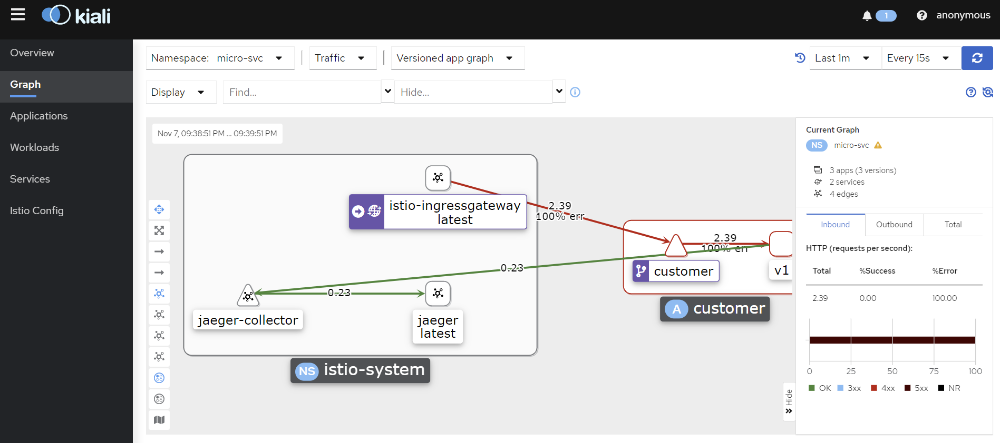 kiali
1
anonymous
Overview
Graph
Applications
Workloads
Services
Istio Config
Namespace: micro-svc
Traffic
Versioned app graph
Last 1m
Every 15s
Display
Find...
Hide...
Nov 7, 09:38:51 PM ... 09:39:51 PM
istio-ingressgateway
latest
2.39
100% err
2.39
100% err
customer
v1
A customer
0.23
0.23
jaeger-collector
jaeger
latest
NS istio-system
Hide
Current Graph
NS micro-svc
3 apps (3 versions)
2 services
4 edges
Inbound
Outbound
Total
HTTP (requests per second):
Total %Success %Error
2.39 0.00 100.00
0 25 50 75 100
OK 3xx 4xx 5xx NR